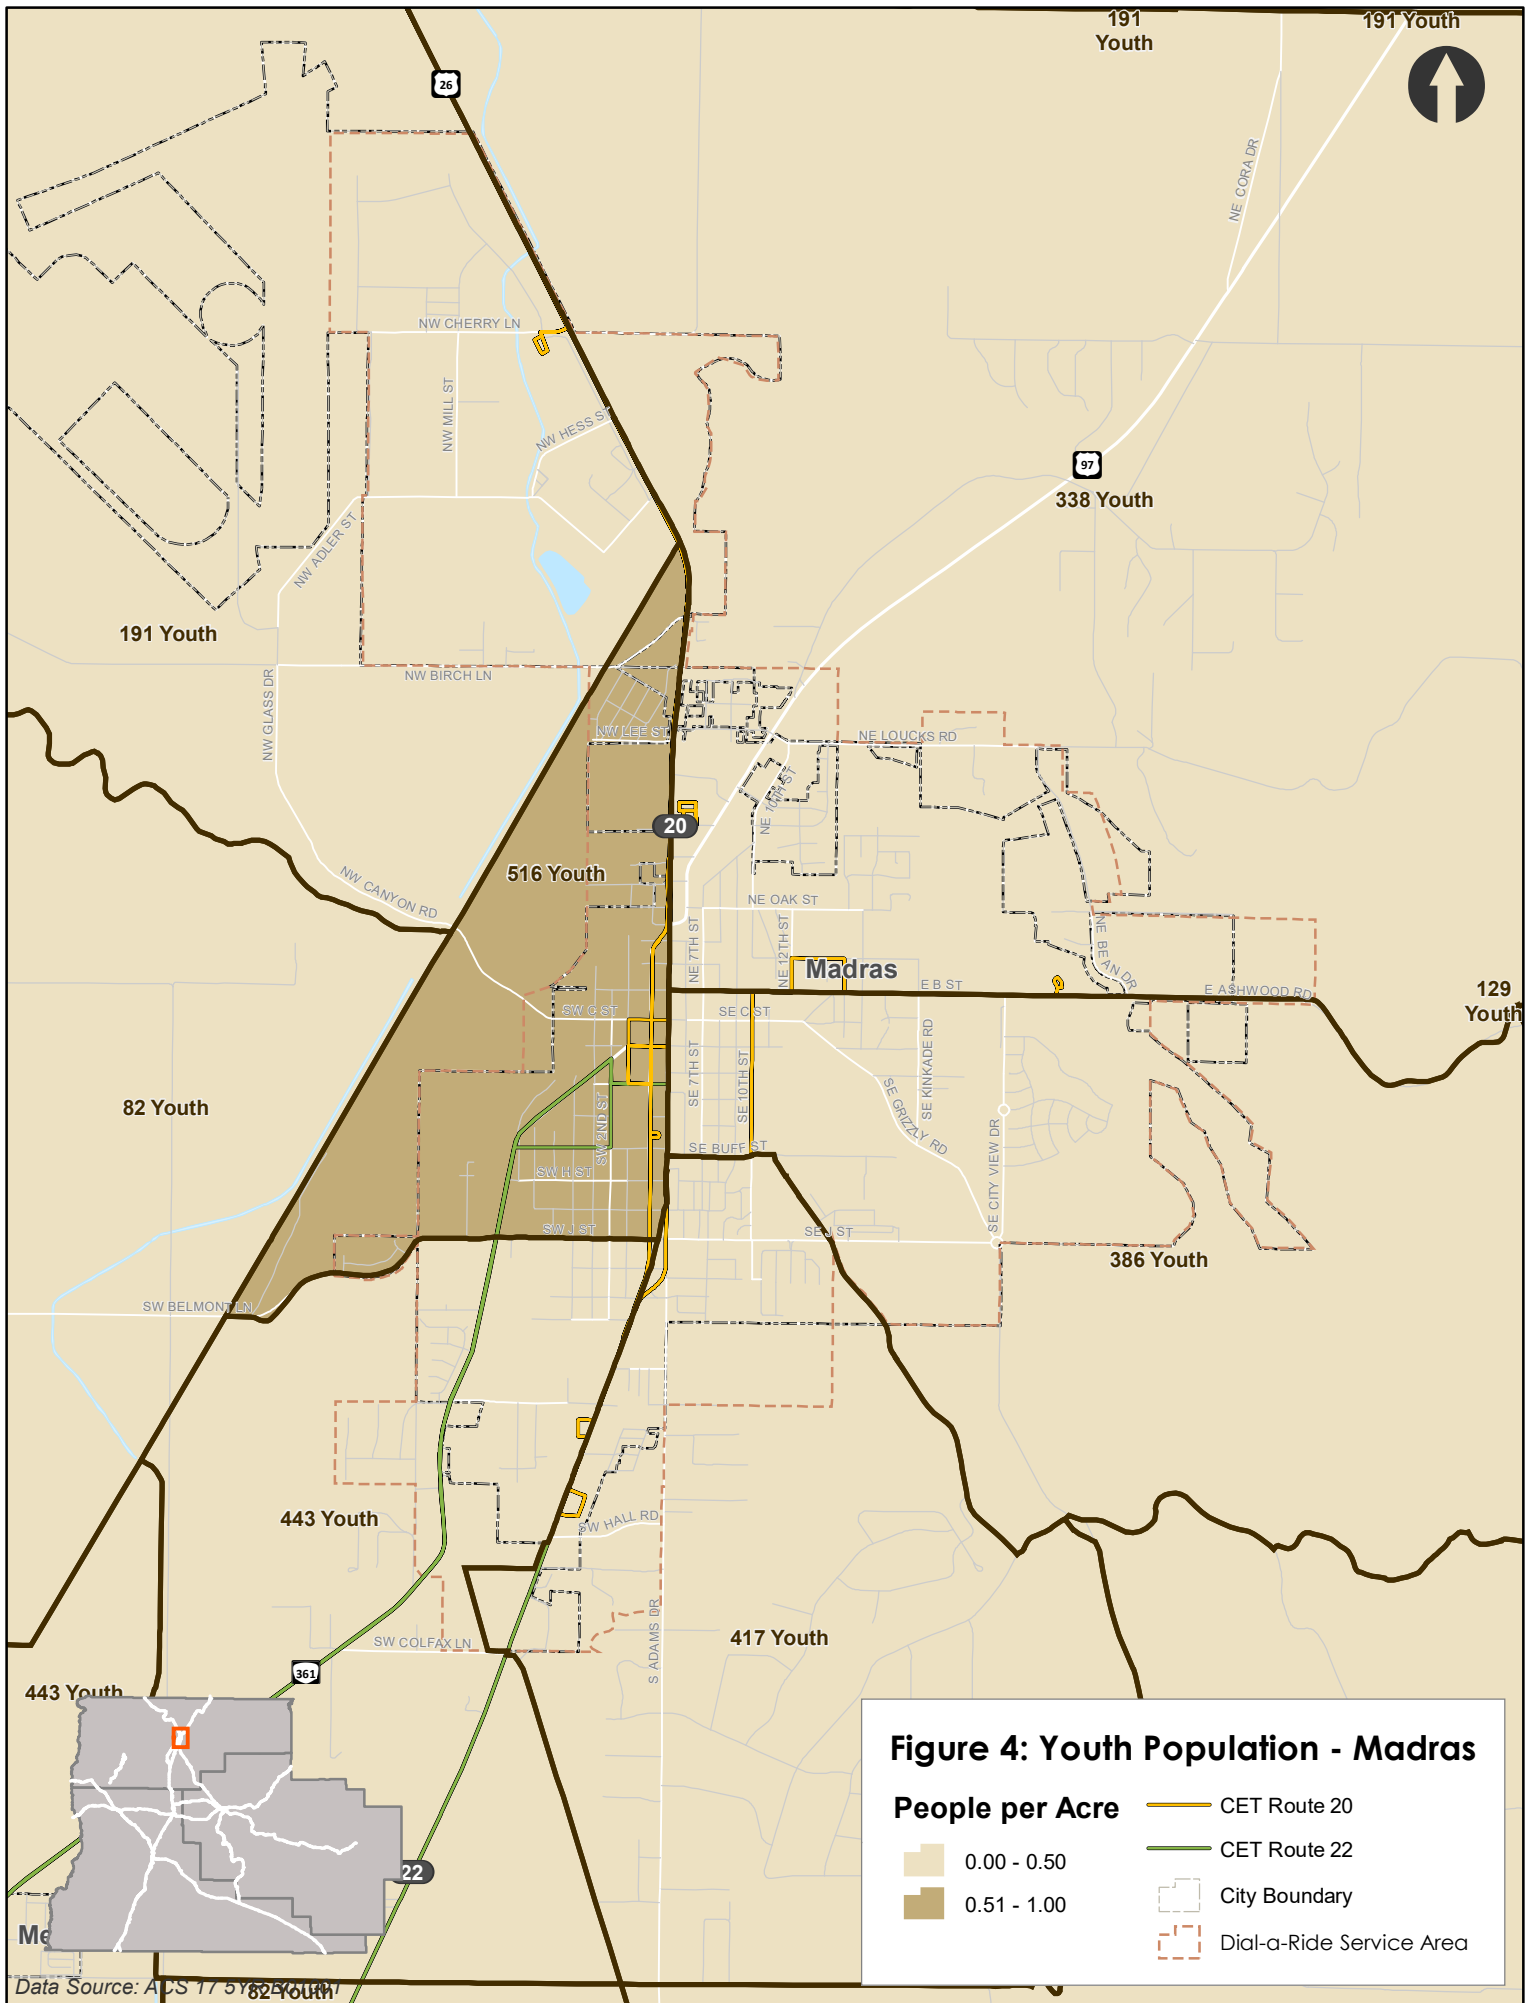 191
Youth
191 Youth
26
NE CORA DR
NW CHERRY LN
NW MILL ST
NW HESS ST
97
338 Youth
NW ADLER ST
191 Youth
NW BIRCH LN
NW GLASS DR
NW LEE ST
NE LOUCKS RD
NE 10TH ST
20
516 Youth
NW CANYON RD
NE OAK ST
NE 7TH ST
NE 12TH ST
Madras
NE BEAN DR
E B ST
E ASHWOOD RD
129
Youth
SW C ST
SE C ST
SE 7TH ST
SE 10TH ST
SE KINKADE RD
SE GRIZZLY RD
82 Youth
SW 2ND ST
SE BUFF ST
SW H ST
SE CITY VIEW DR
SW J ST
SE J ST
386 Youth
SW BELMONT LN
443 Youth
SW HALL RD
S ADAMS DR
417 Youth
SW COLFAX LN
361
443 Youth
22
Me
Figure 4: Youth Population - Madras
People per Acre
0.00 - 0.50
0.51 - 1.00
CET Route 20
CET Route 22
City Boundary
Dial-a-Ride Service Area
Data Source: ACS 17 5YR
82 Youth